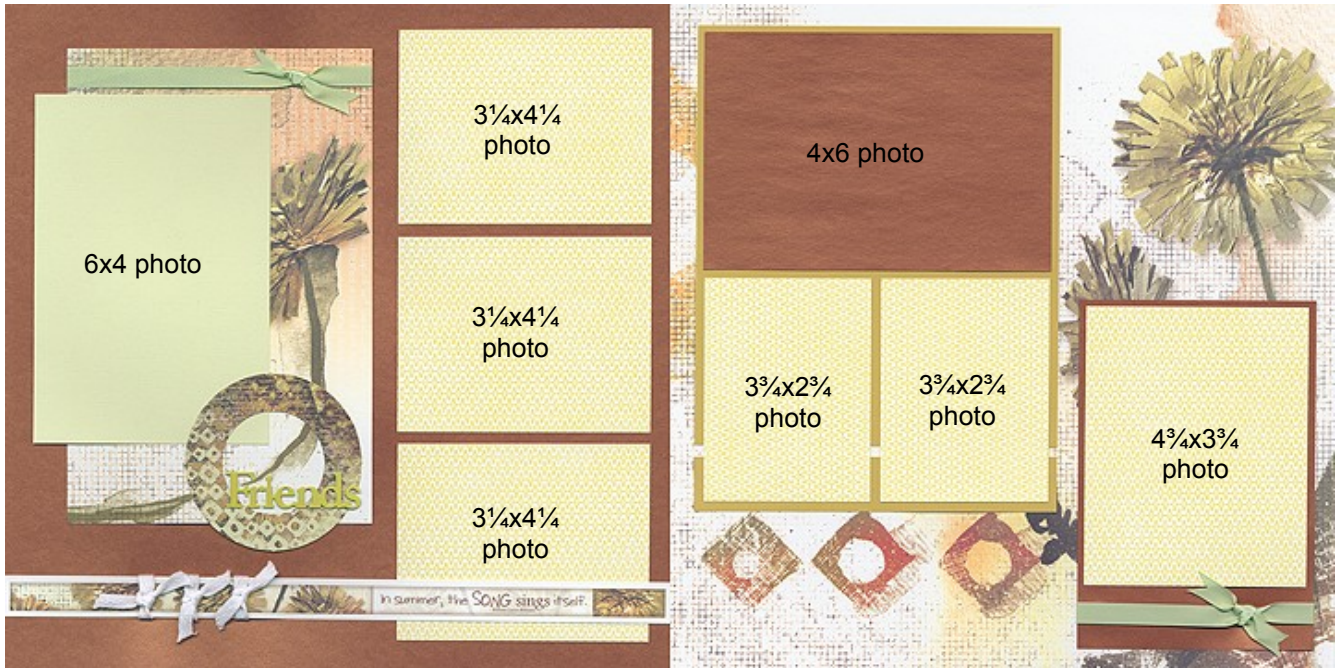 6x4 photo
Friends
3¼x4¼
photo
3¼x4¼
photo
3¼x4¼
photo
In summer, the SONG sings itself.
4x6 photo
3¾x2¾
photo
3¾x2¾
photo
4¾x3¾
photo